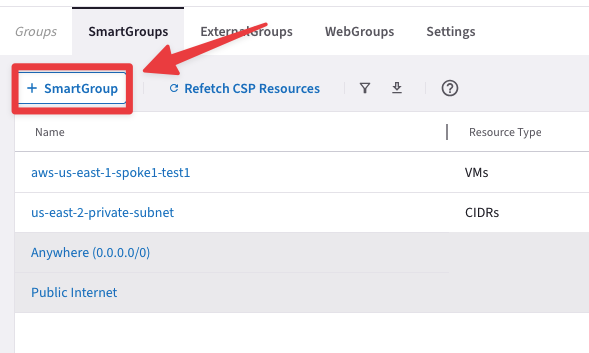 Groups SmartGroups ExternalGroups WebGroups Settings
+ SmartGroup Refetch CSP Resources ?
Name Resource Type
aws-us-east-1-spoke1-test1 VMs
us-east-2-private-subnet CIDRs
Anywhere (0.0.0.0/0)
Public Internet